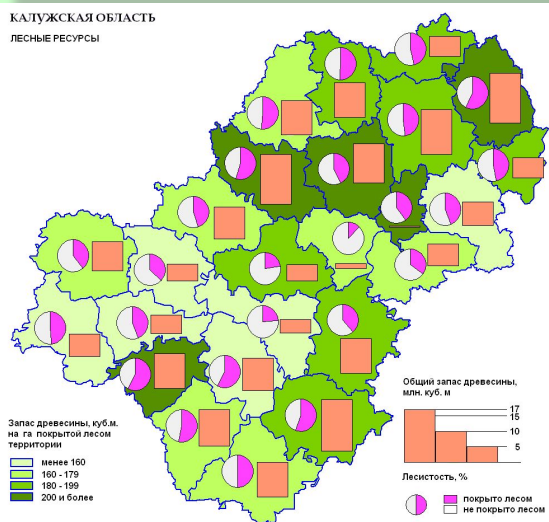 КАЛУЖСКАЯ ОБЛАСТЬ
ЛЕСНЫЕ РЕСУРСЫ
Запас древесины, куб.м.
на га покрытой лесом
территории
менее 160
160 - 179
180 - 199
200 и более
Общий запас древесины,
млн. куб. м
17
15
10
5
Лесистость, %
покрыто лесом
не покрыто лесом